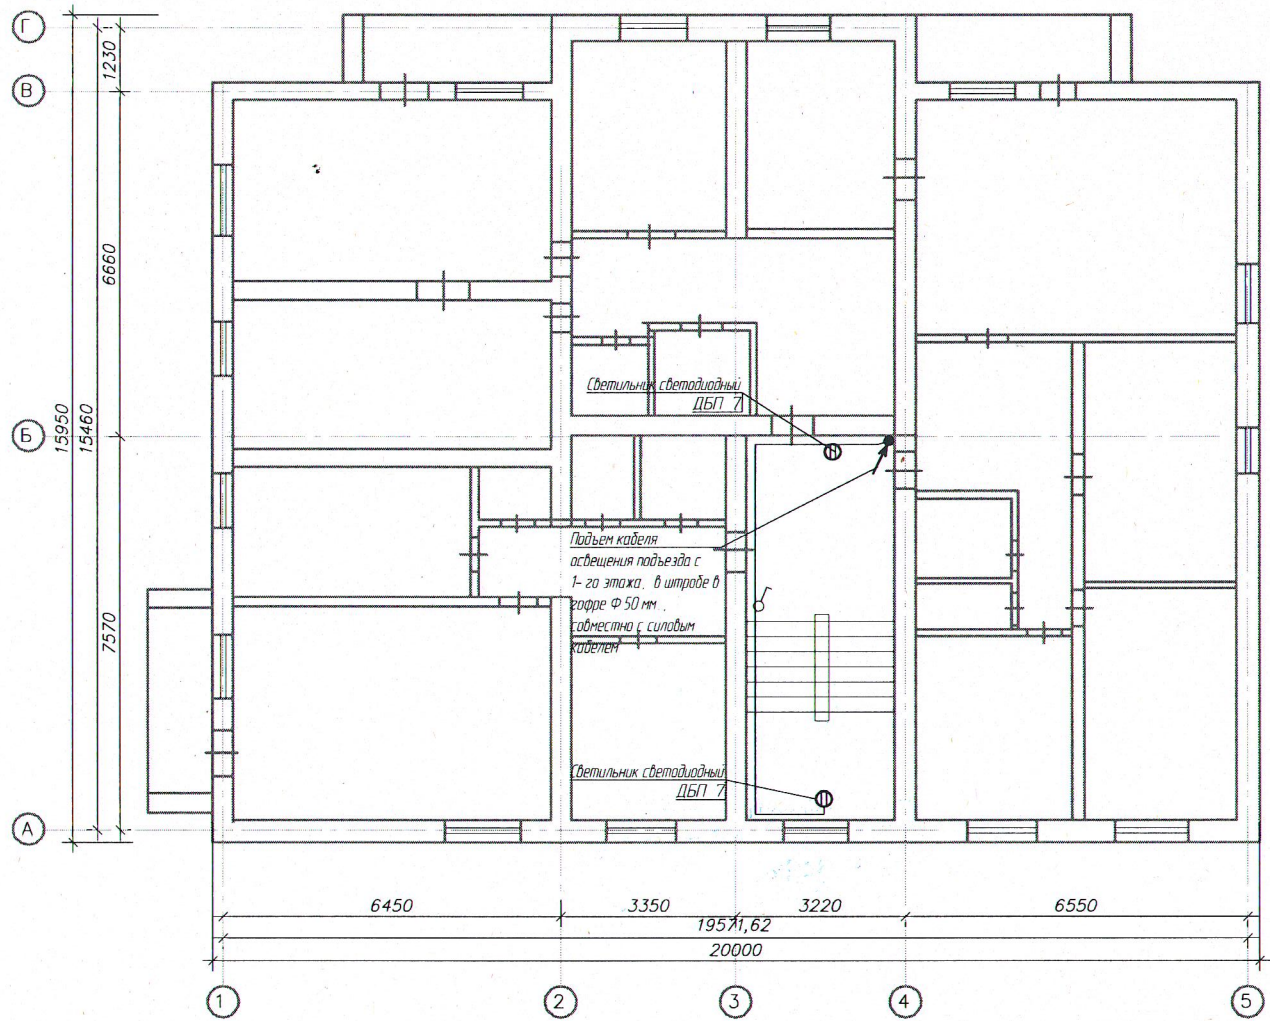 Г
1230
В
6660
15950
15460
Б
7570
А
Светильник светодиодный
ДБП 7
Подъем кабеля
освещения подъезда с
1- го этажа, в штробе в
гофре Ф 50 мм
совместно с силовым
кабелем
Светильник светодиодный
ДБП 7
6450
3350
3220
6550
19571,62
20000
1
2
3
4
5